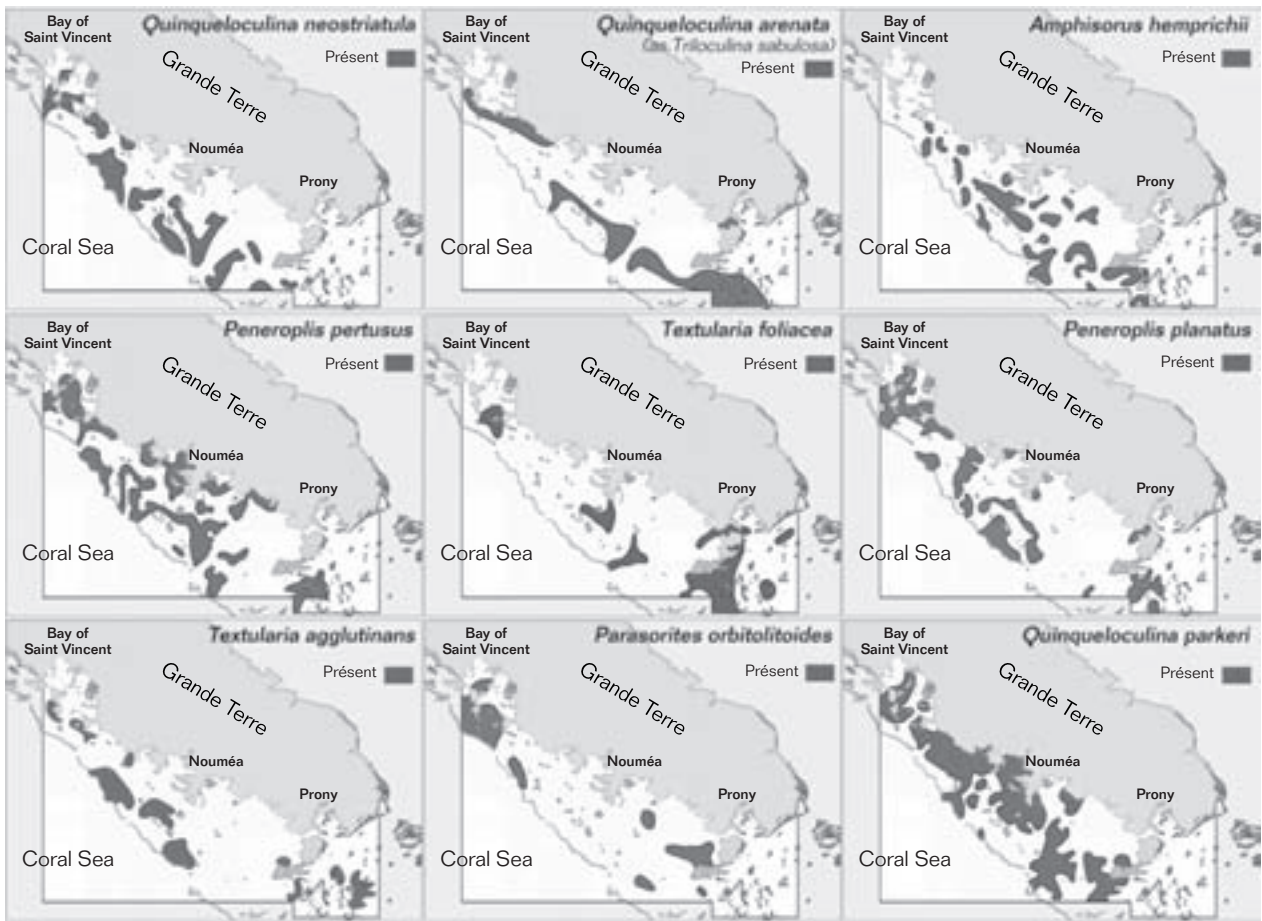 Bay of
Saint Vincent
Quinqueloculina neostriatula
Présent
Grande Terre
Nouméa
Prony
Coral Sea
Bay of
Saint Vincent
Quinqueloculina arenata
(as Triloculina sabulosa)
Présent
Grande Terre
Nouméa
Prony
Coral Sea
Bay of
Saint Vincent
Amphisorus hemprichii
Présent
Grande Terre
Nouméa
Prony
Coral Sea
Bay of
Saint Vincent
Peneroplis pertusus
Présent
Grande Terre
Nouméa
Prony
Coral Sea
Bay of
Saint Vincent
Textularia foliacea
Présent
Grande Terre
Nouméa
Prony
Coral Sea
Bay of
Saint Vincent
Peneroplis planatus
Présent
Grande Terre
Nouméa
Prony
Coral Sea
Bay of
Saint Vincent
Textularia agglutinans
Présent
Grande Terre
Nouméa
Prony
Coral Sea
Bay of
Saint Vincent
Parasorites orbitolitoides
Présent
Grande Terre
Nouméa
Prony
Coral Sea
Bay of
Saint Vincent
Quinqueloculina parkeri
Présent
Grande Terre
Nouméa
Prony
Coral Sea